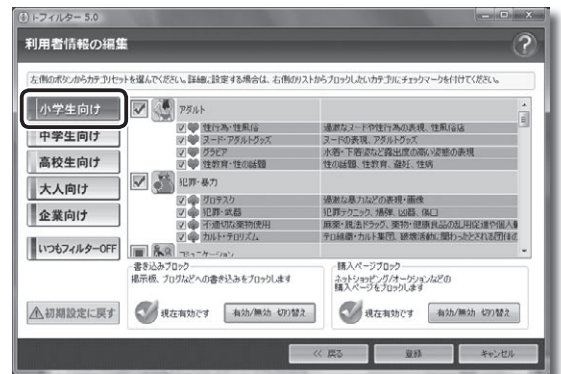 i-フィルター 5.0
利用者情報の編集
?
左側のボタンからカテゴリセットを選んでください。詳細に設定する場合は、右側のリストからブロックしたいカテゴリにチェックマークを付けてください。
小学生向け
中学生向け
高校生向け
大人向け
企業向け
いつもフィルターOFF
初期設定に戻す
アダルト
性行為・性風俗 過激なヌードや性行為の表現、性風俗店
ヌード・アダルトグッズ ヌードの表現、アダルトグッズ
グラビア 水着・下着姿など露出度の高い姿態の表現
性教育・性の話題 性の話題、性教育、避妊、性病
犯罪・暴力
グロテスク 過激な暴力などの表現・画像
犯罪・武器 犯罪テクニック、爆弾、凶器、傷口
不適切な薬物使用 麻薬・脱法ドラッグ、薬物・健康食品の乱用促進や個人輸
カルト・テロリズム テロ組織・カルト集団、破壊活動に関わったとされる団体の
コミュニケーション
書き込みブロック
掲示板、ブログなどへの書き込みをブロックします
現在有効です
有効/無効 切り替え
購入ページブロック
ネットショッピング/オークションなどの
購入ページをブロックします
現在有効です
有効/無効 切り替え
<< 戻る
登録
キャンセル